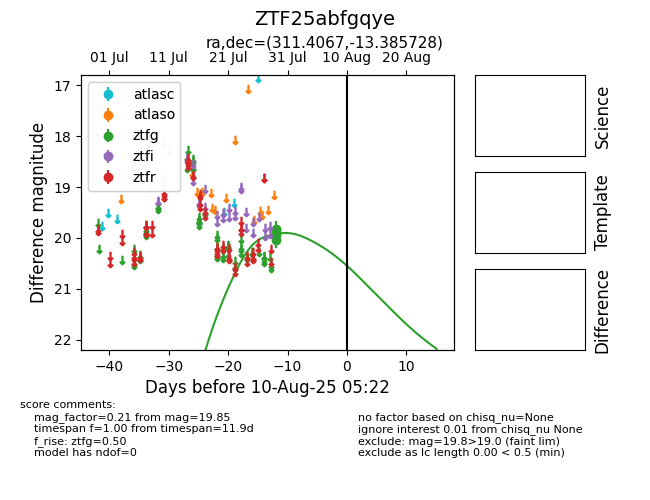 ZTF25abfgqye
ra,dec=(311.4067,-13.385728)
01 Jul 11 Jul 21 Jul 31 Jul 10 Aug 20 Aug
17
18
19
20
21
22
Difference magnitude
atlasc
atlaso
ztfg
ztfi
ztfr
−40 −30 −20 −10 0 10
Days before 10-Aug-25 05:22
Science
Template
Difference
score comments:
mag_factor=0.21 from mag=19.85
timespan f=1.00 from timespan=11.9d
f_rise: ztfg=0.50
model has ndof=0
no factor based on chisq_nu=None
ignore interest 0.01 from chisq_nu None
exclude: mag=19.8>19.0 (faint lim)
exclude as lc length 0.00 < 0.5 (min)